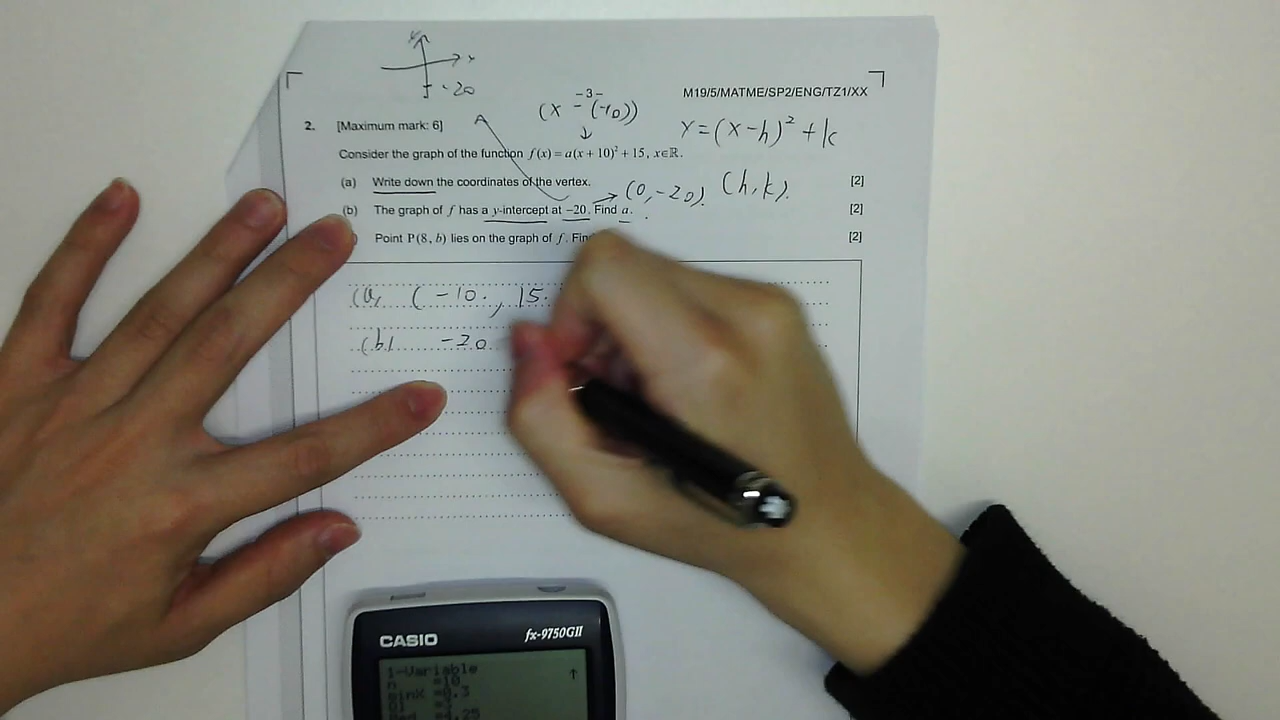 y
x
-20
-3-
(x - (-10))
M19/5/MATME/SP2/ENG/TZ1/XX
2. [Maximum mark: 6]
y=(x-h)² + k
Consider the graph of the function f(x) = a(x + 10)² + 15, x∈ℝ.
(a) Write down the coordinates of the vertex. [2]
(0, -20). (h, k).
(b) The graph of f has a y-intercept at −20. Find a. [2]
Point P(8, b) lies on the graph of f. [2]
(a) (-10, 15.
(b) -20
CASIO fx-9750GII
1-Variable
n =10